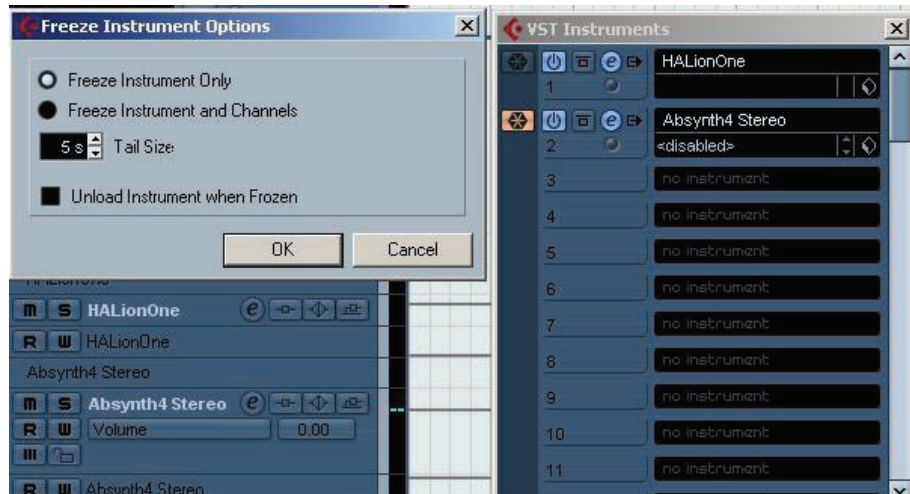 Freeze Instrument Options
Freeze Instrument Only
Freeze Instrument and Channels
5 s Tail Size
Unload Instrument when Frozen
OK Cancel
HALionOne
m S HALionOne e
R W HALionOne
Absynth4 Stereo
m S Absynth4 Stereo e
R W Volume 0.00
R W Absynth4 Stereo
VST Instruments
e HALionOne
1
e Absynth4 Stereo
2 <disabled>
3 no instrument
4 no instrument
5 no instrument
6 no instrument
7 no instrument
8 no instrument
9 no instrument
10 no instrument
11 no instrument